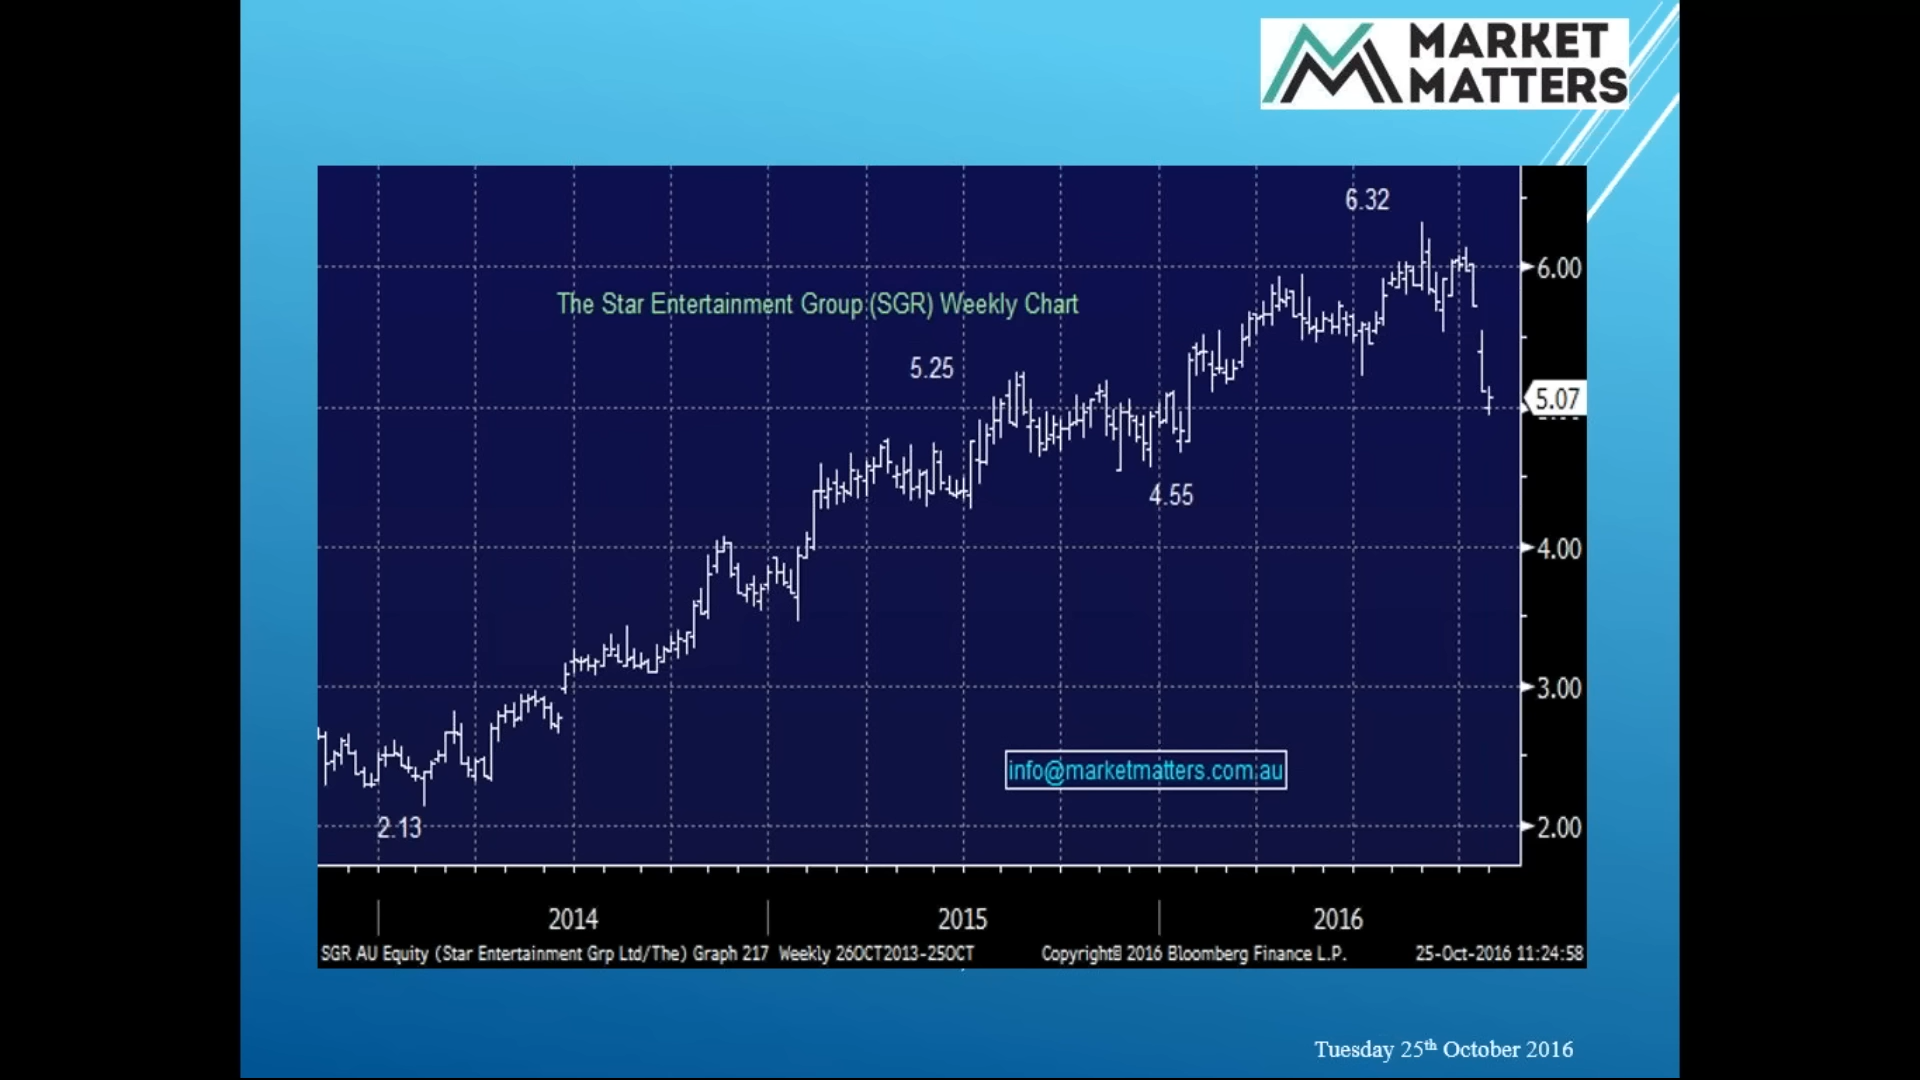 MARKET
MATTERS
6.32
6.00
The Star Entertainment Group (SGR) Weekly Chart
5.25
5.07
4.55
4.00
3.00
info@marketmatters.com.au
2.13
2.00
2014 2015 2016
SGR AU Equity (Star Entertainment Grp Ltd/The) Graph 217 Weekly 26OCT2013-25OCT Copyright© 2016 Bloomberg Finance L.P. 25-Oct-2016 11:24:58
Tuesday 25th October 2016